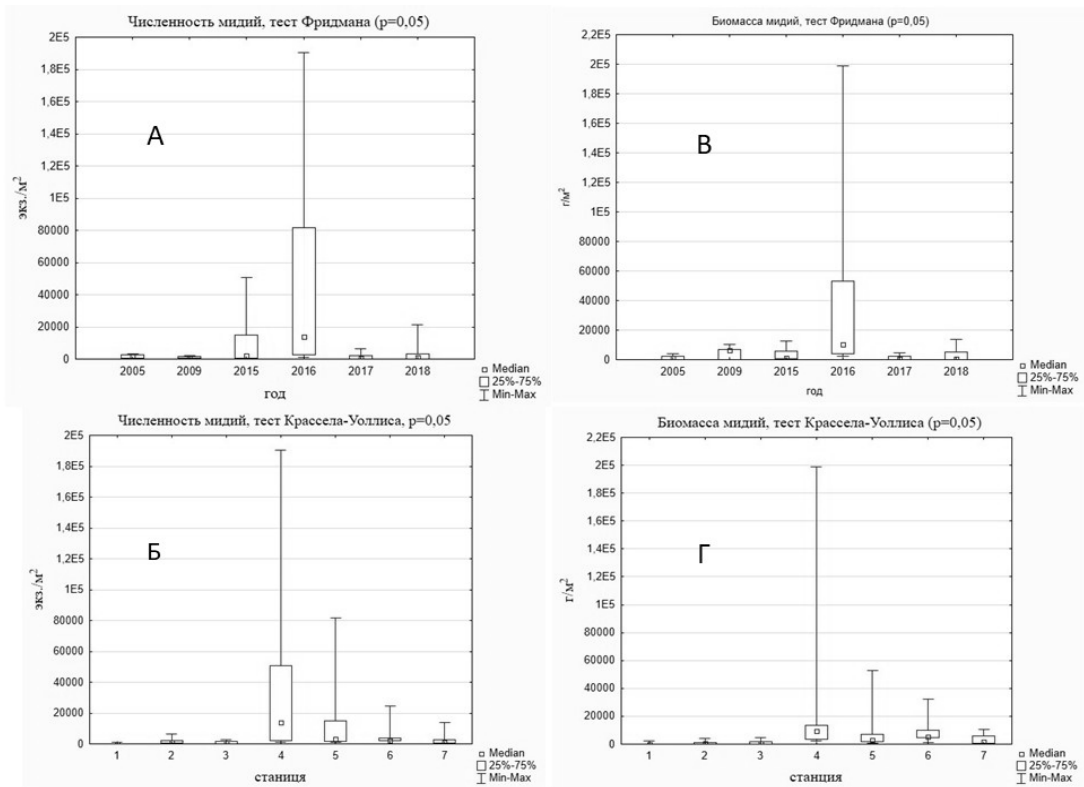 Численность мидий, тест Фридмана (p=0,05)
2E5
1,8E5
1,6E5
1,4E5
1,2E5
1E5
80000
60000
40000
20000
0
экз./м²
А
2005 2009 2015 2016 2017 2018
год
Median
25%-75%
Min-Max
Биомасса мидий, тест Фридмана (p=0,05)
2,2E5
2E5
1,8E5
1,6E5
1,4E5
1,2E5
1E5
80000
60000
40000
20000
0
г/м²
В
2005 2009 2015 2016 2017 2018
год
Median
25%-75%
Min-Max
Численность мидий, тест Крассела-Уоллиса, p=0,05
2E5
1,8E5
1,6E5
1,4E5
1,2E5
1E5
80000
60000
40000
20000
0
экз./м²
Б
1 2 3 4 5 6 7
станиця
Median
25%-75%
Min-Max
Биомасса мидий, тест Крассела-Уоллиса (p=0,05)
2,2E5
2E5
1,8E5
1,6E5
1,4E5
1,2E5
1E5
80000
60000
40000
20000
0
г/м²
Г
1 2 3 4 5 6 7
станция
Median
25%-75%
Min-Max